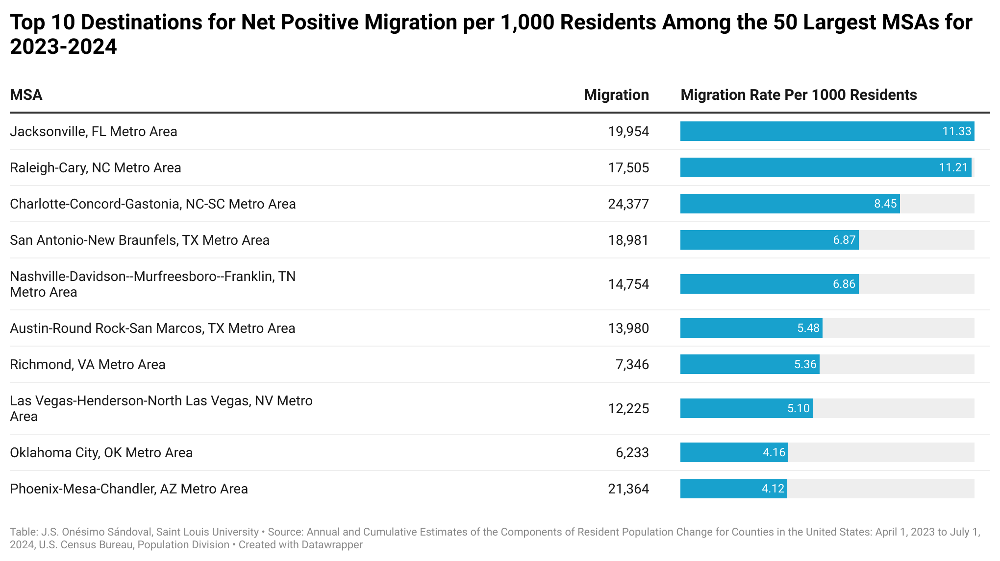 Top 10 Destinations for Net Positive Migration per 1,000 Residents Among the 50 Largest MSAs for
2023-2024
MSA Migration Migration Rate Per 1000 Residents
Jacksonville, FL Metro Area 19,954 11.33
Raleigh-Cary, NC Metro Area 17,505 11.21
Charlotte-Concord-Gastonia, NC-SC Metro Area 24,377 8.45
San Antonio-New Braunfels, TX Metro Area 18,981 6.87
Nashville-Davidson--Murfreesboro--Franklin, TN
Metro Area 14,754 6.86
Austin-Round Rock-San Marcos, TX Metro Area 13,980 5.48
Richmond, VA Metro Area 7,346 5.36
Las Vegas-Henderson-North Las Vegas, NV Metro
Area 12,225 5.10
Oklahoma City, OK Metro Area 6,233 4.16
Phoenix-Mesa-Chandler, AZ Metro Area 21,364 4.12
Table: J.S. Onésimo Sándoval, Saint Louis University • Source: Annual and Cumulative Estimates of the Components of Resident Population Change for Counties in the United States: April 1, 2023 to July 1,
2024, U.S. Census Bureau, Population Division • Created with Datawrapper